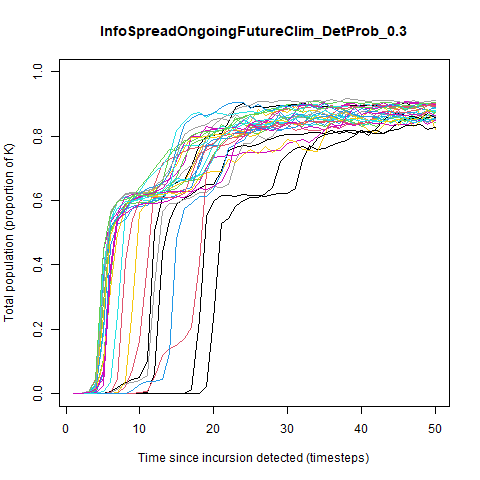 InfoSpreadOngoingFutureClim_DetProb_0.3
Total population (proportion of K)
1.0
0.8
0.6
0.4
0.2
0.0
0 10 20 30 40 50
Time since incursion detected (timesteps)